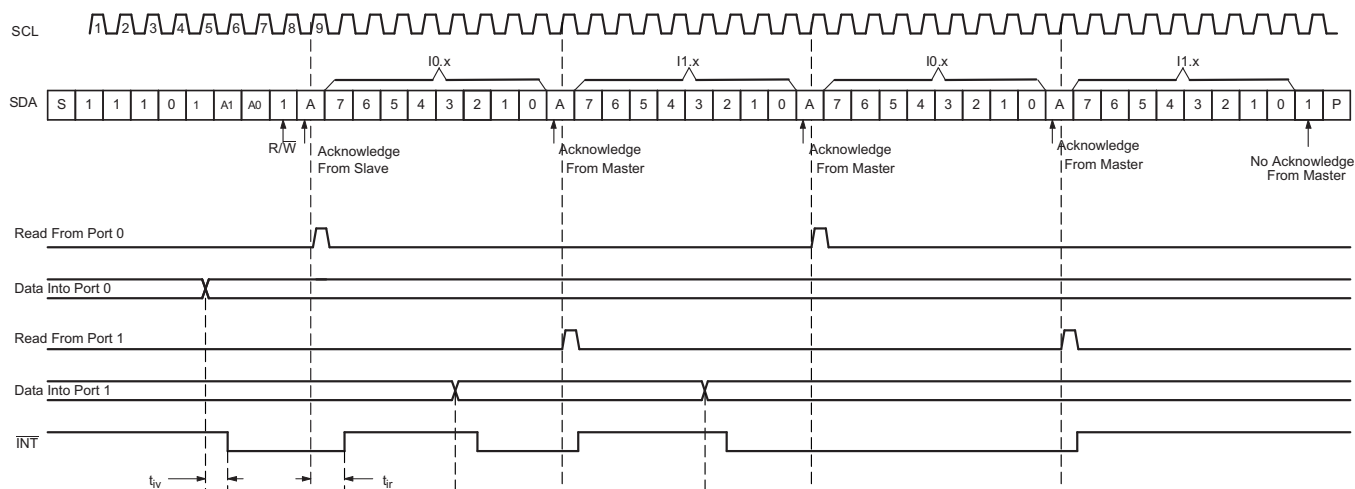 SCL
1 2 3 4 5 6 7 8 9
I0.x I1.x I0.x I1.x
SDA S 1 1 1 0 1 A1 A0 1 A 7 6 5 4 3 2 1 0 A 7 6 5 4 3 2 1 0 A 7 6 5 4 3 2 1 0 A 7 6 5 4 3 2 1 0 1 P
R/W̅
Acknowledge
From Slave
Acknowledge
From Master
Acknowledge
From Master
Acknowledge
From Master
No Acknowledge
From Master
Read From Port 0
Data Into Port 0
Read From Port 1
Data Into Port 1
I̅N̅T̅
tiv tir